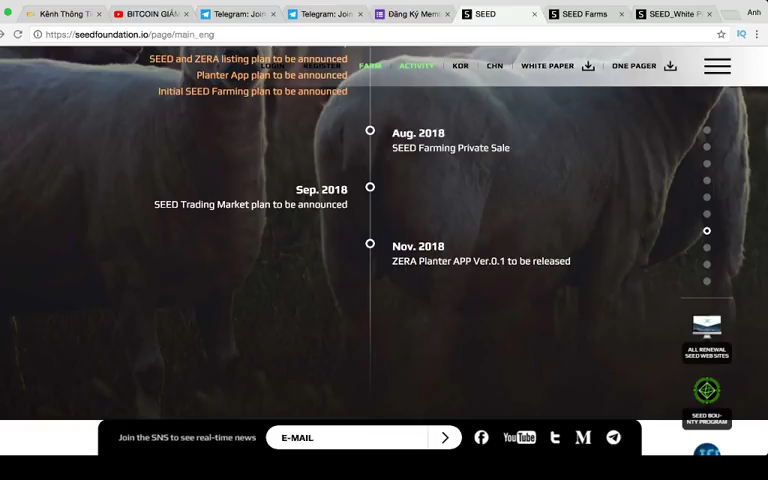 Kênh Thông T
BITCOIN GIẢM
Telegram: Join
Telegram: Join
Đăng Ký Mem
SEED
SEED Farms
SEED_White P
Anh
https://seedfoundation.io/page/main_eng
LOGIN
REGISTER
FARM
ACTIVITY
KOR
CHN
WHITE PAPER
ONE PAGER
SEED and ZERA listing plan to be announced
Planter App plan to be announced
Initial SEED Farming plan to be announced
Aug. 2018
SEED Farming Private Sale
Sep. 2018
SEED Trading Market plan to be announced
Nov. 2018
ZERA Planter APP Ver.0.1 to be released
ALL RENEWAL
SEED WEB SITES
SEED BOU-
NTY PROGRAM
Join the SNS to see real-time news
E-MAIL
YouTube